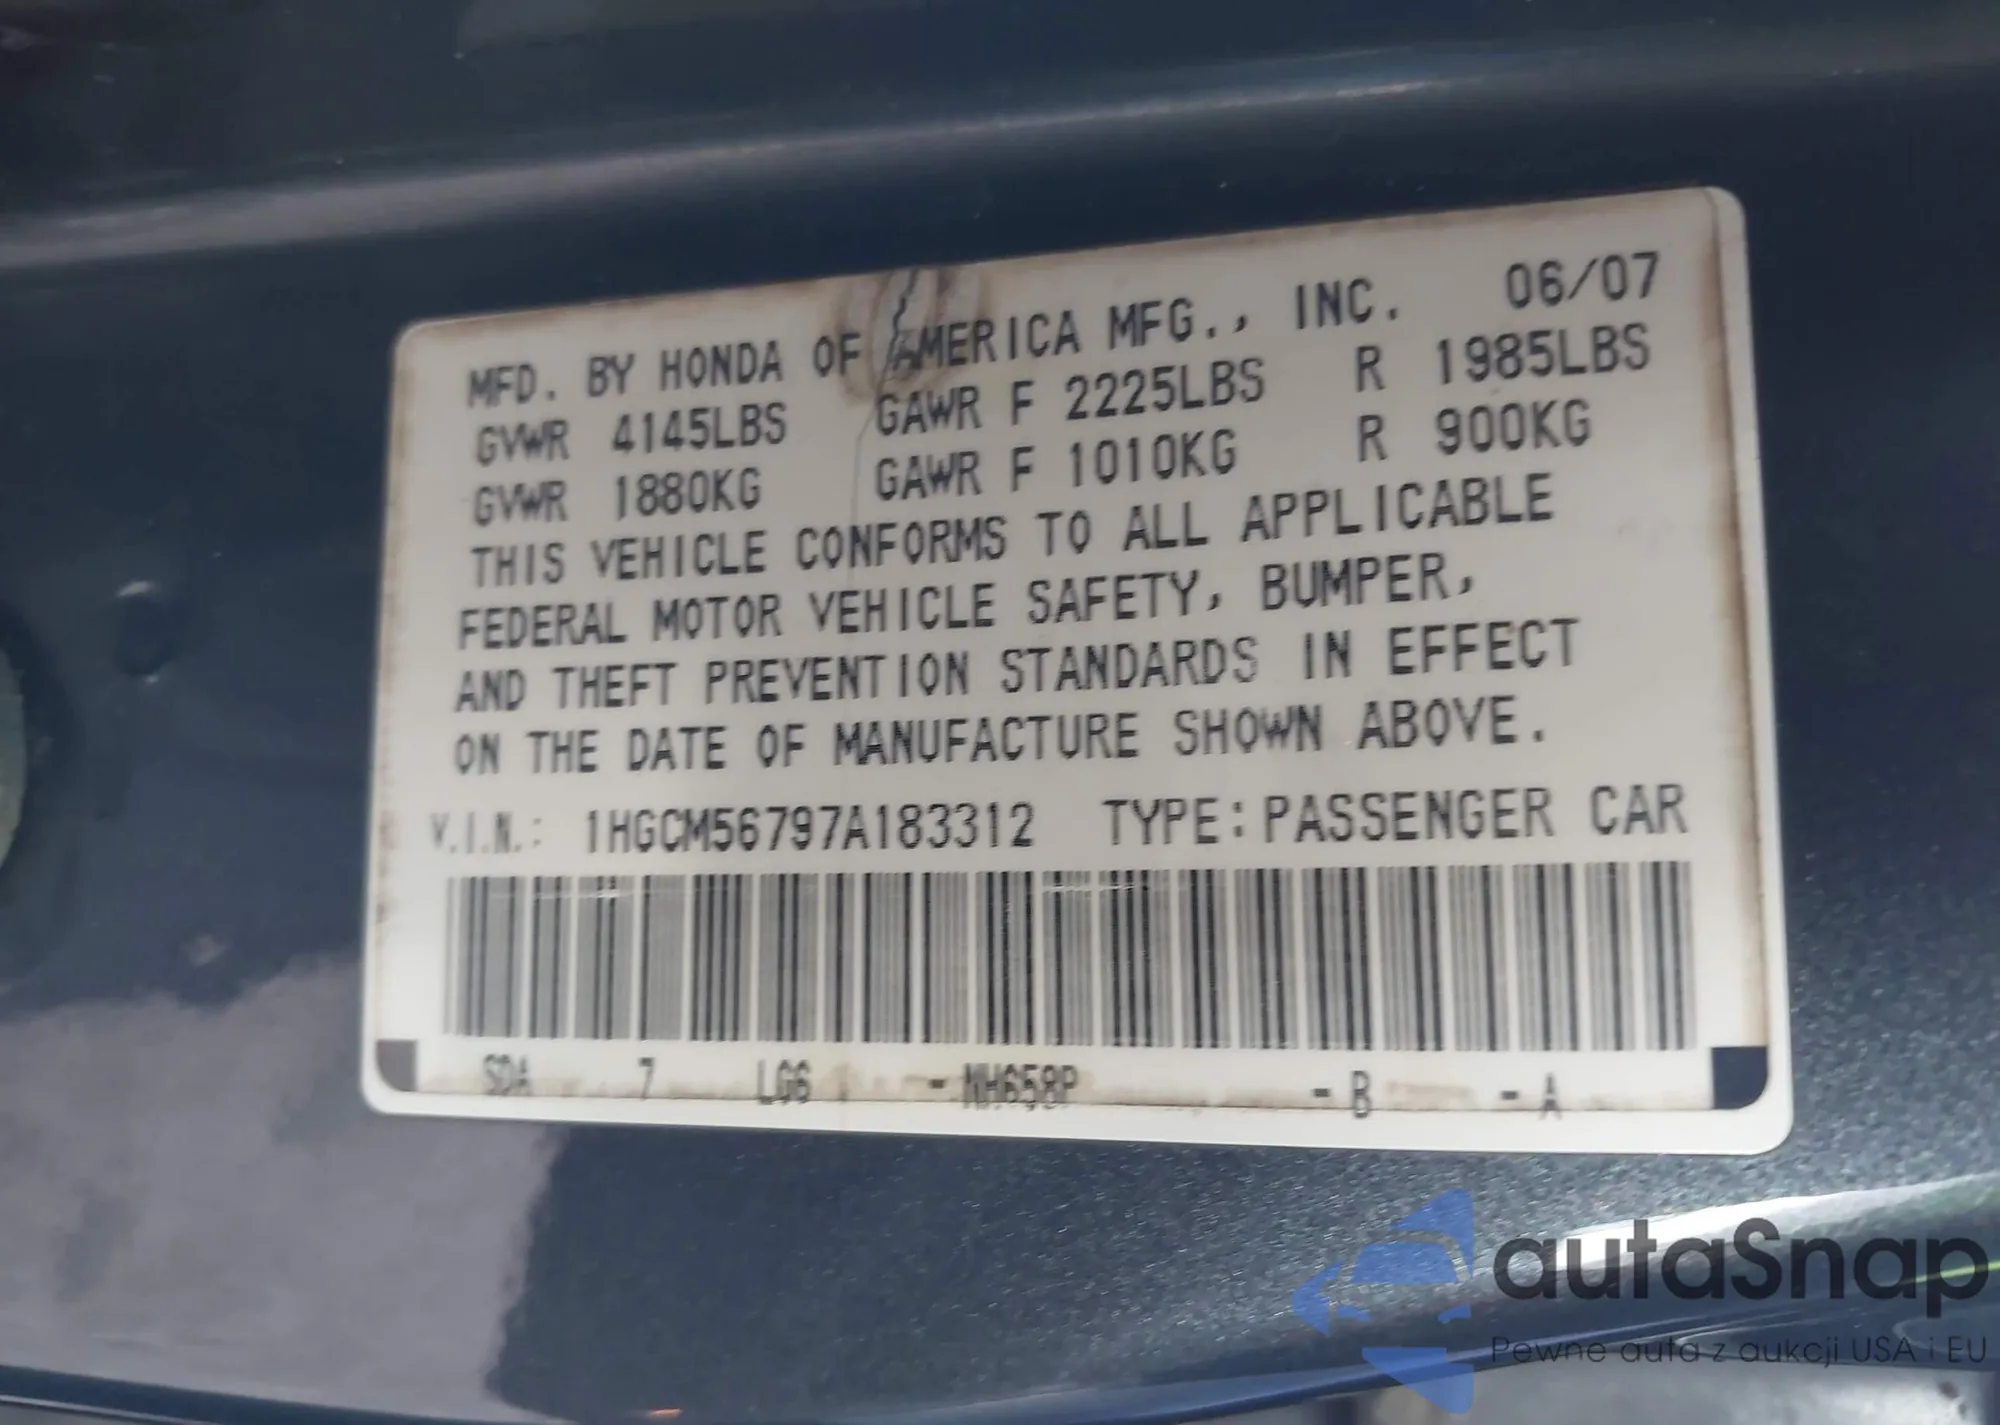 MFD. BY HONDA OF AMERICA MFG., INC. 06/07
GVWR 4145LBS GAWR F 2225LBS R 1985LBS
GVWR 1880KG GAWR F 1010KG R 900KG
THIS VEHICLE CONFORMS TO ALL APPLICABLE
FEDERAL MOTOR VEHICLE SAFETY, BUMPER,
AND THEFT PREVENTION STANDARDS IN EFFECT
ON THE DATE OF MANUFACTURE SHOWN ABOVE.
V.I.N.: 1HGCM56797A183312 TYPE: PASSENGER CAR
SDA 7 LG6 - NH658P - B - A
autaSnap
Pewne auta z aukcji USA i EU